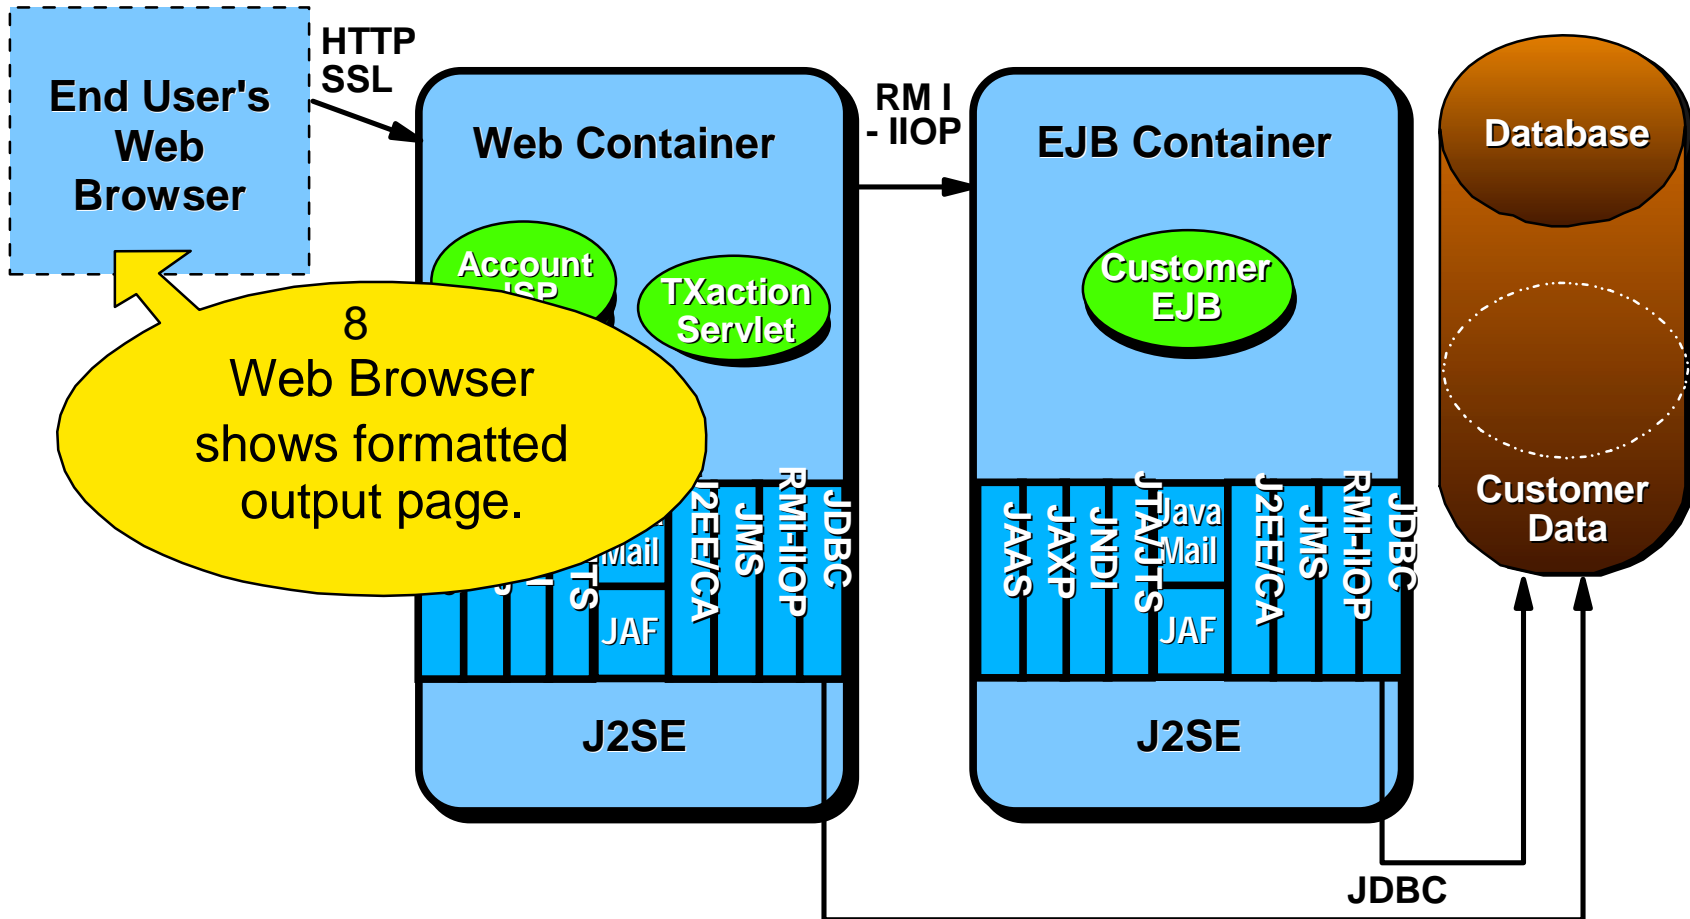 HTTP
SSL
End User's
Web
Browser
Web Container
RM I
- IIOP
EJB Container
Database
Account
JSP
TXaction
Servlet
Customer
EJB
8
Web Browser
shows formatted
output page.
Mail
JAF
J2EE/CA
JMS
RMI-IIOP
JDBC
J2SE
JAAS
JAXP
JNDI
JTA/JTS
Java
Mail
JAF
J2EE/CA
JMS
RMI-IIOP
JDBC
J2SE
Customer
Data
JDBC